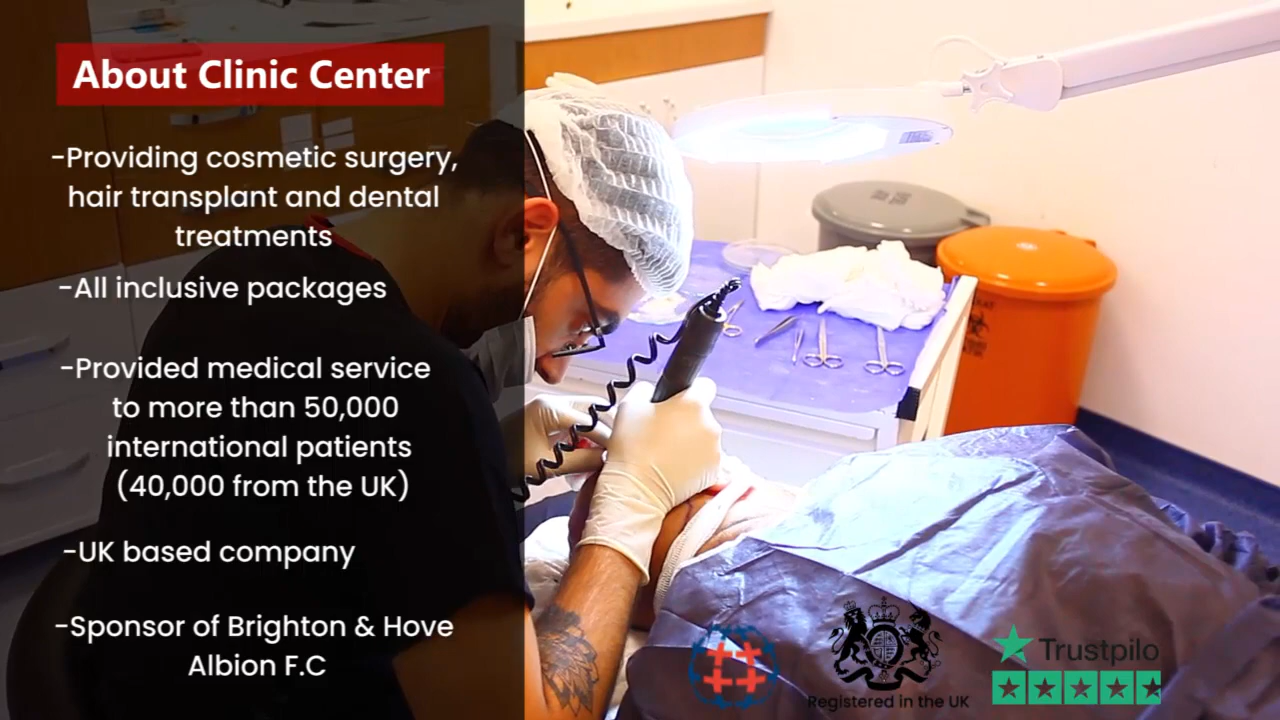 About Clinic Center
-Providing cosmetic surgery,
hair transplant and dental
treatments
-All inclusive packages
-Provided medical service
to more than 50,000
international patients
(40,000 from the UK)
-UK based company
-Sponsor of Brighton & Hove
Albion F.C
Registered in the UK
Trustpilo